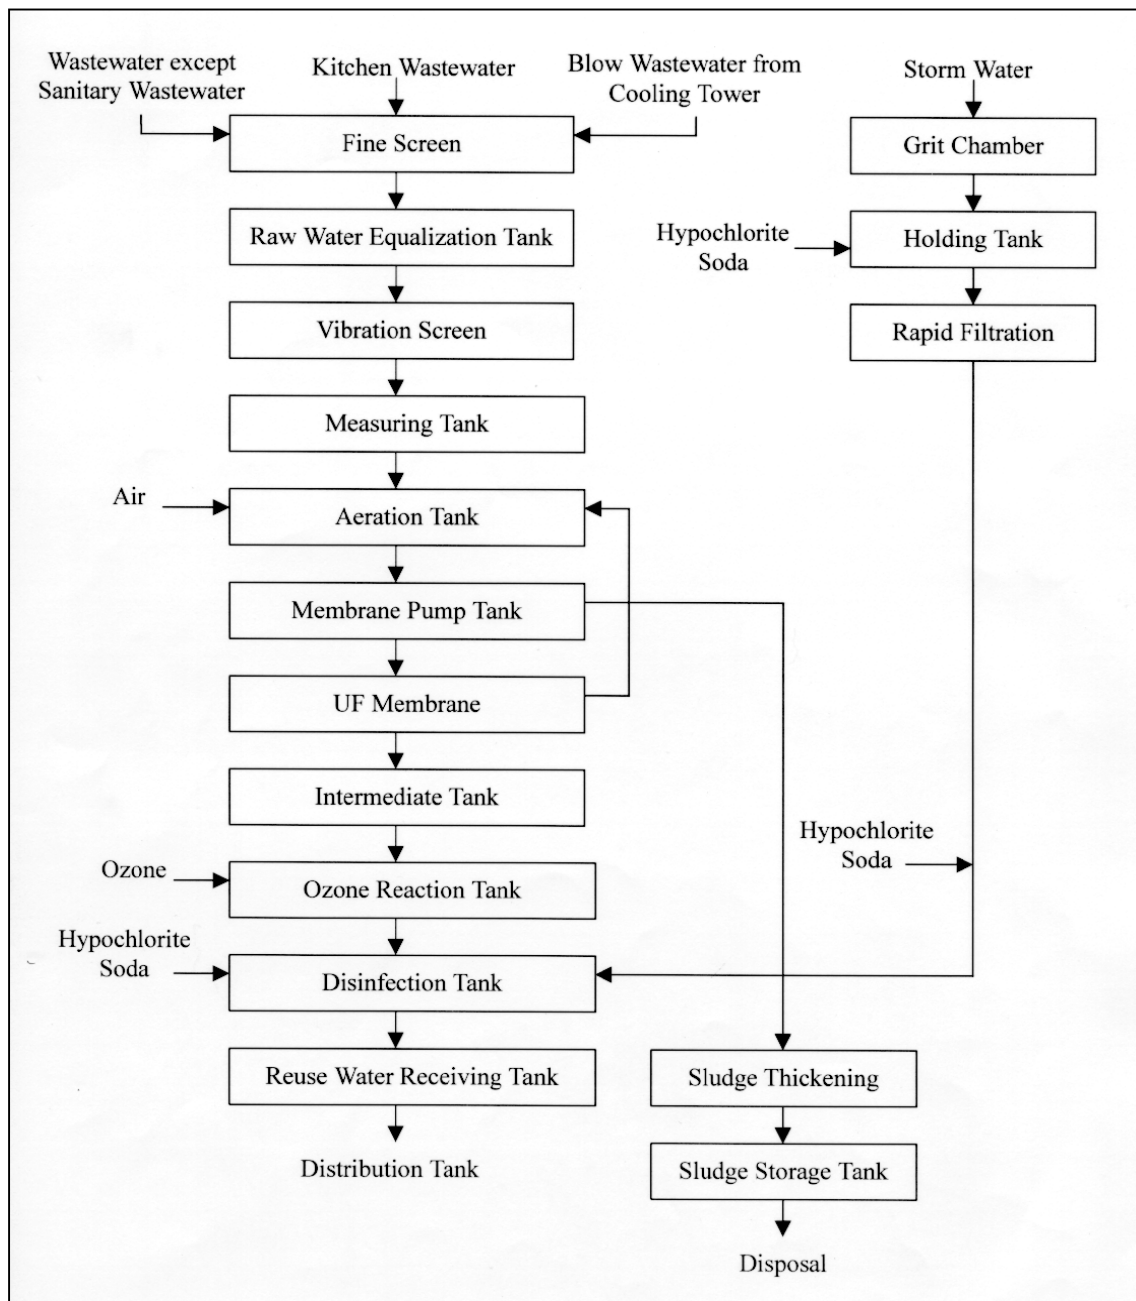 Wastewater except
Sanitary Wastewater
Kitchen Wastewater
Blow Wastewater from
Cooling Tower
Storm Water
Fine Screen
Grit Chamber
Raw Water Equalization Tank
Hypochlorite
Soda
Holding Tank
Vibration Screen
Rapid Filtration
Measuring Tank
Air
Aeration Tank
Membrane Pump Tank
UF Membrane
Intermediate Tank
Hypochlorite
Soda
Ozone
Ozone Reaction Tank
Hypochlorite
Soda
Disinfection Tank
Reuse Water Receiving Tank
Sludge Thickening
Distribution Tank
Sludge Storage Tank
Disposal